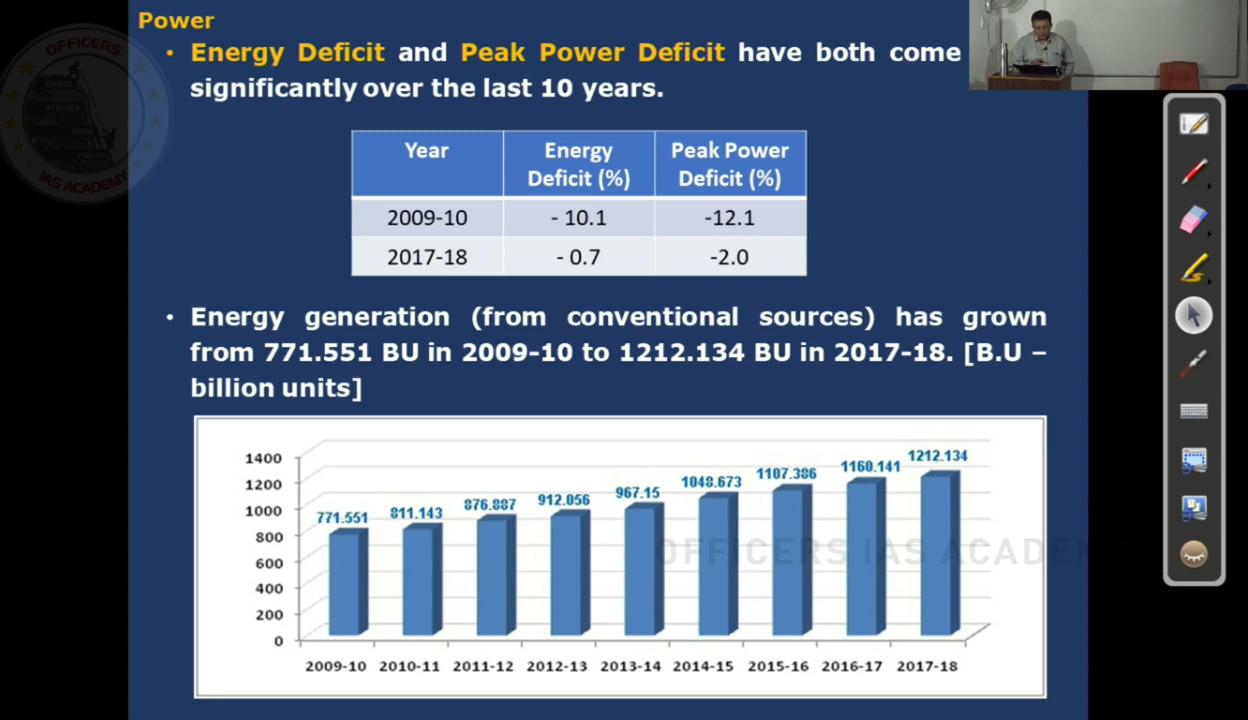 Power
• Energy Deficit and Peak Power Deficit have both come
significantly over the last 10 years.
Year Energy Deficit (%) Peak Power Deficit (%)
2009-10 - 10.1 -12.1
2017-18 - 0.7 -2.0
• Energy generation (from conventional sources) has grown
from 771.551 BU in 2009-10 to 1212.134 BU in 2017-18. [B.U –
billion units]
1400
1200
1000
800
600
400
200
0
771.551 811.143 876.887 912.056 967.15 1048.673 1107.386 1160.141 1212.134
2009-10 2010-11 2011-12 2012-13 2013-14 2014-15 2015-16 2016-17 2017-18
OFFICERS IAS ACADEMY
OFFICERS
IAS ACADEMY